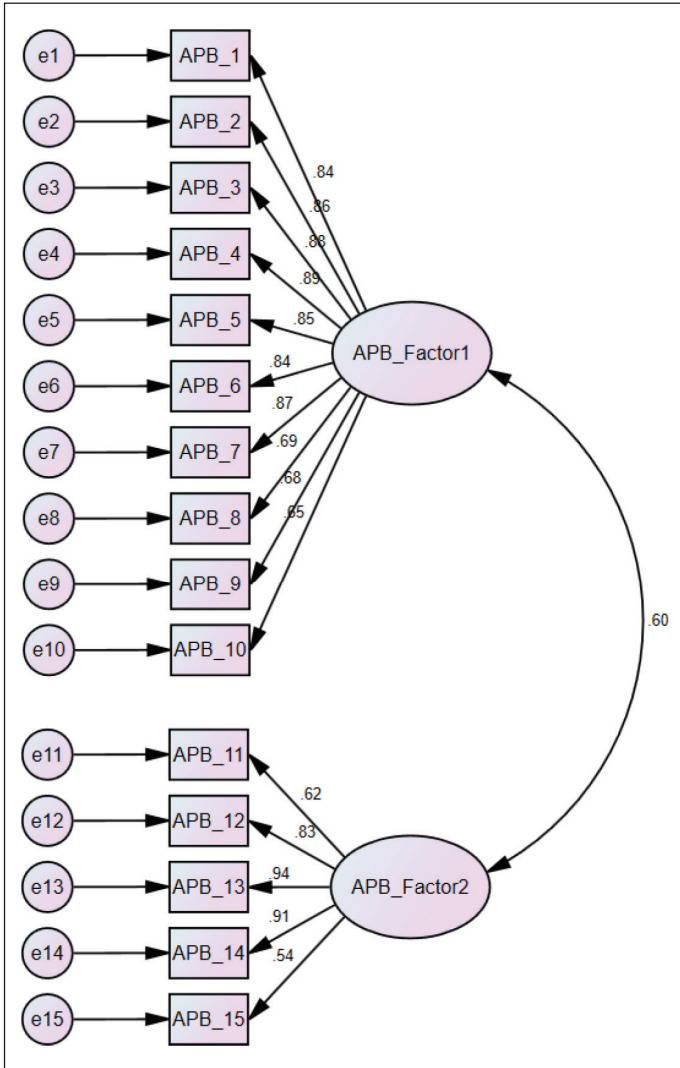 e1 APB_1
e2 APB_2
e3 APB_3
e4 APB_4
e5 APB_5
e6 APB_6
e7 APB_7
e8 APB_8
e9 APB_9
e10 APB_10
.84
.86
.88
.89
.85
.84
.87
.69
.68
.65
APB_Factor1
.60
e11 APB_11
e12 APB_12
e13 APB_13
e14 APB_14
e15 APB_15
.62
.83
.94
.91
.54
APB_Factor2